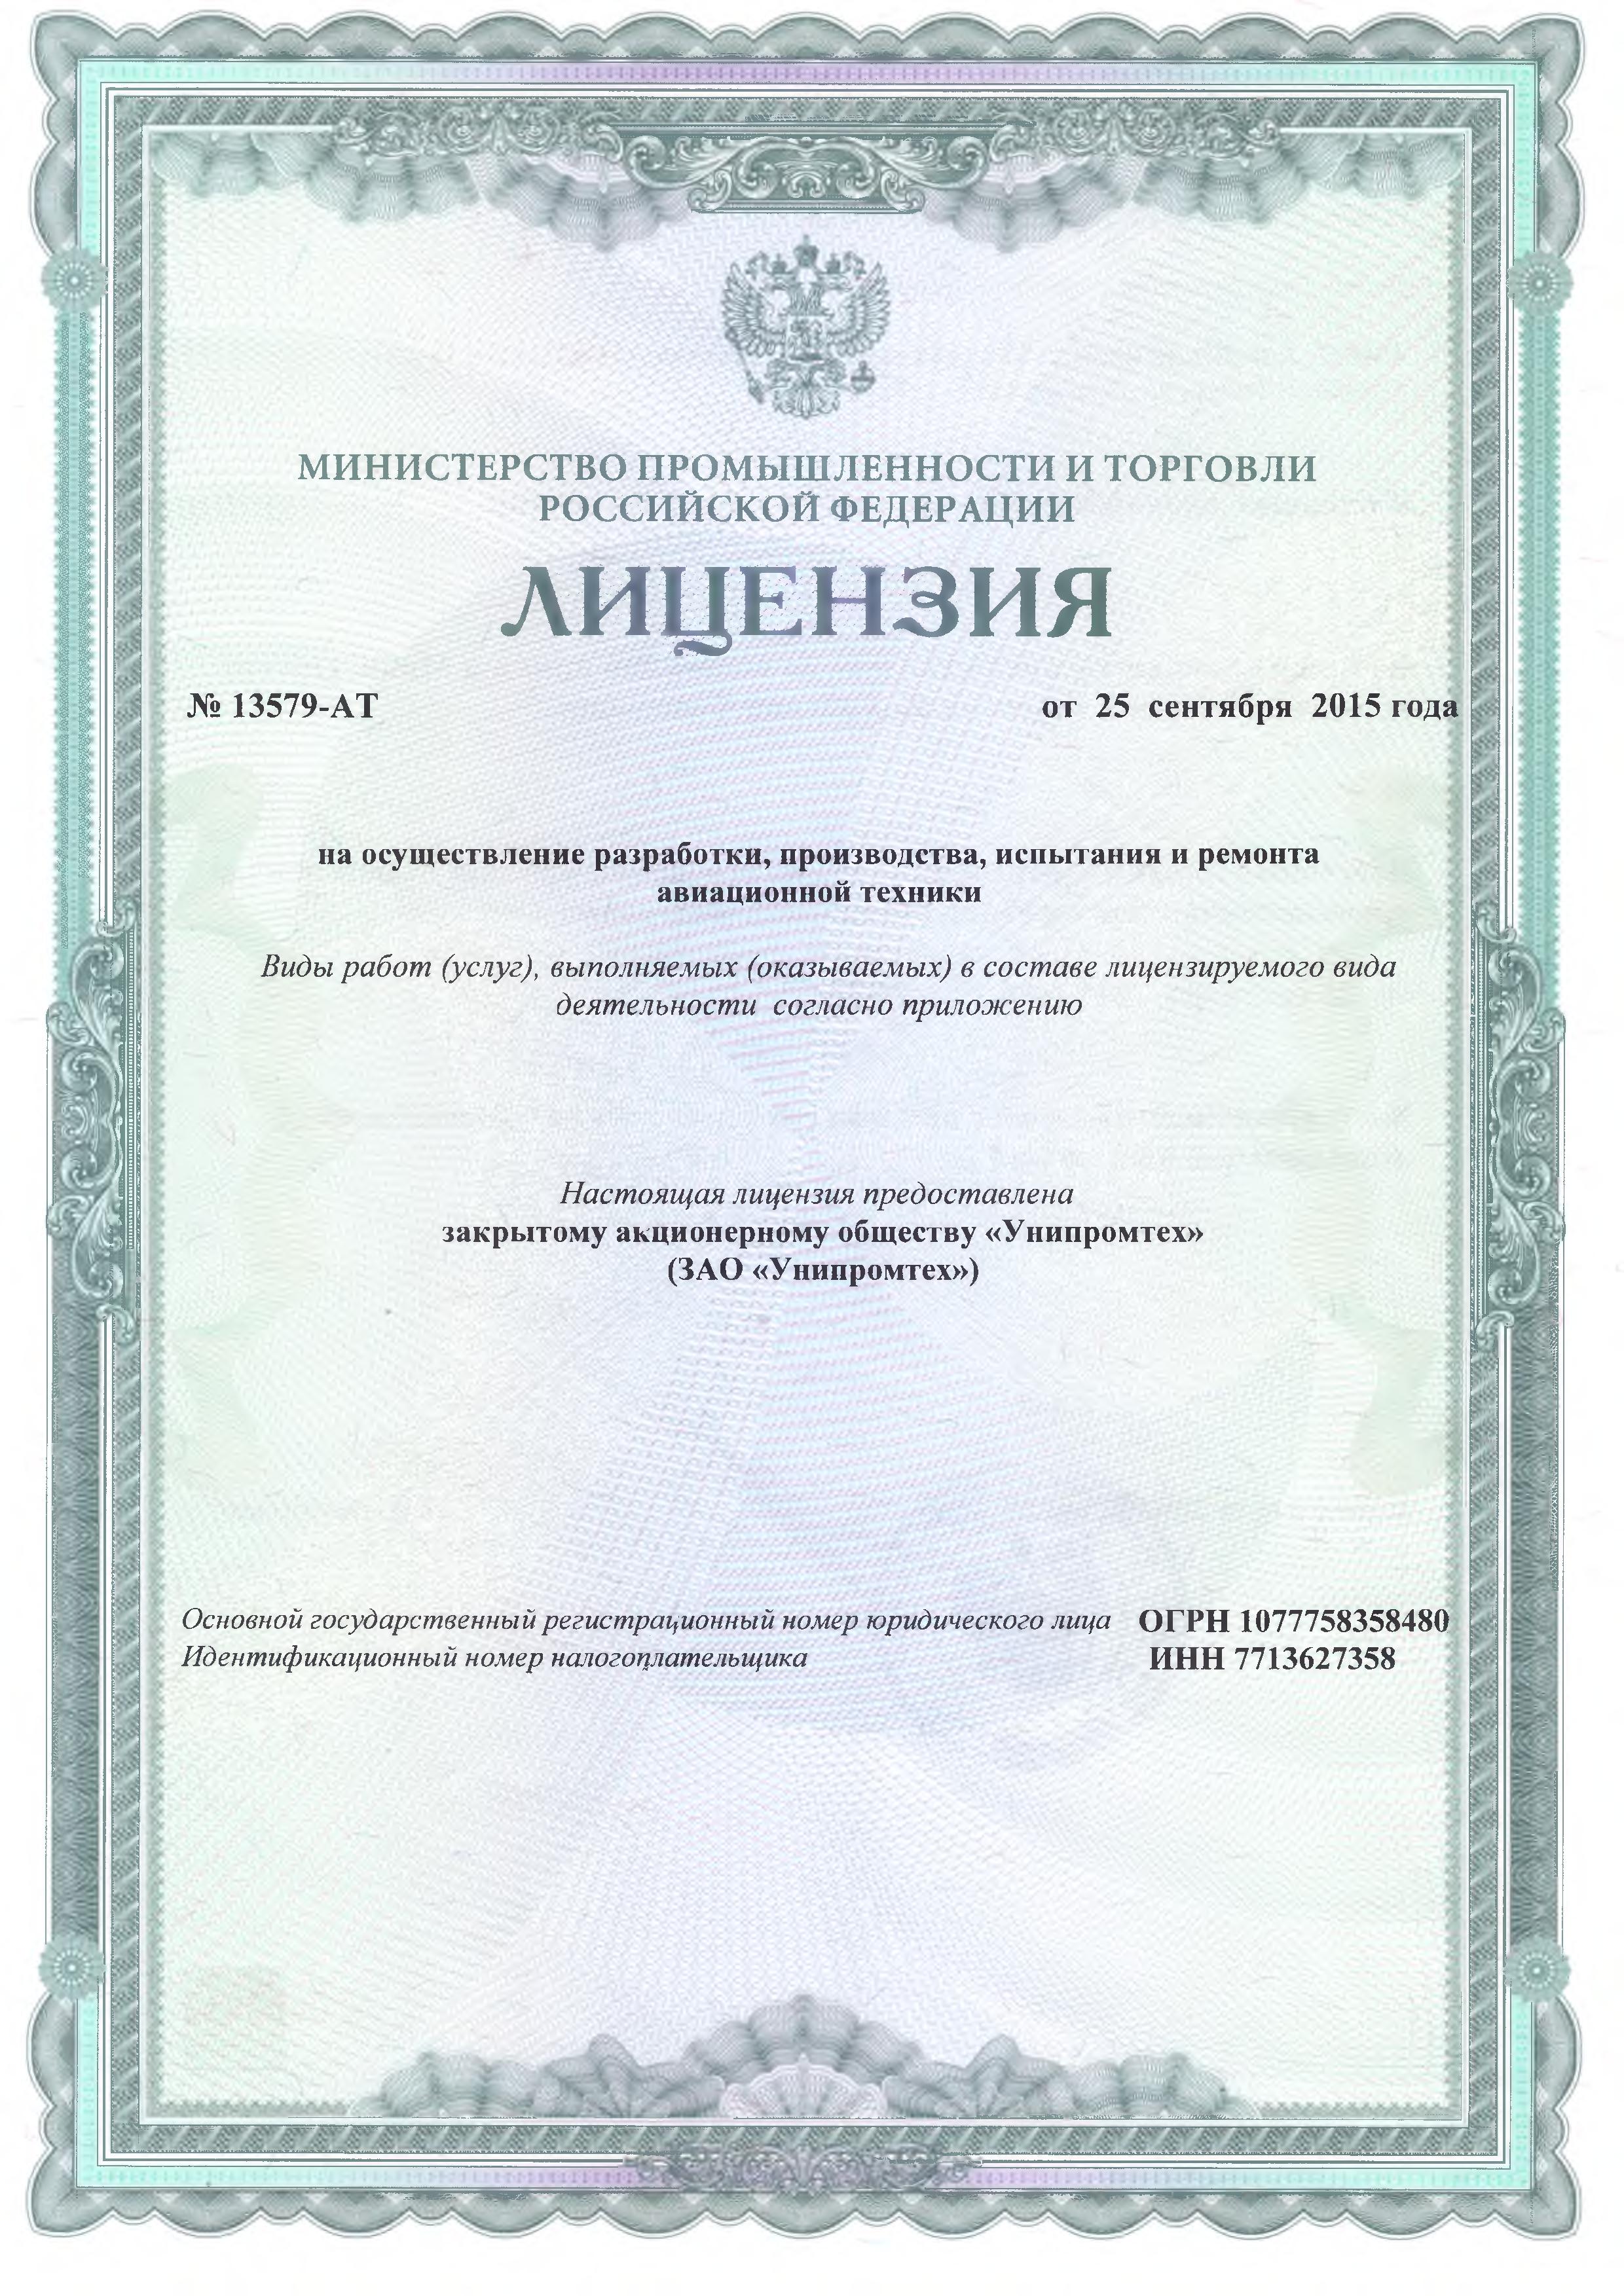 МИНИСТЕРСТВО ПРОМЫШЛЕННОСТИ И ТОРГОВЛИ
РОССИЙСКОЙ ФЕДЕРАЦИИ
ЛИЦЕНЗИЯ
№ 13579-АТ от 25 сентября 2015 года
на осуществление разработки, производства, испытания и ремонта
авиационной техники
Виды работ (услуг), выполняемых (оказываемых) в составе лицензируемого вида
деятельности согласно приложению
Настоящая лицензия предоставлена
закрытому акционерному обществу «Унипромтех»
(ЗАО «Унипромтех»)
Основной государственный регистрационный номер юридического лица ОГРН 1077758358480
Идентификационный номер налогоплательщика ИНН 7713627358